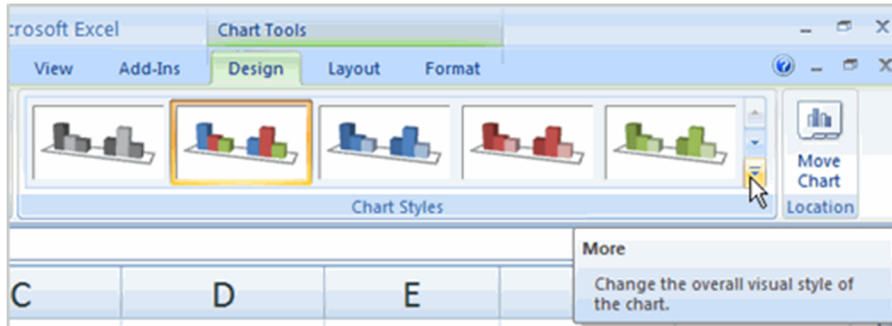 crosoft Excel
Chart Tools
View Add-Ins Design Layout Format
Move
Chart
Chart Styles
Location
More
Change the overall visual style of
the chart.
C D E